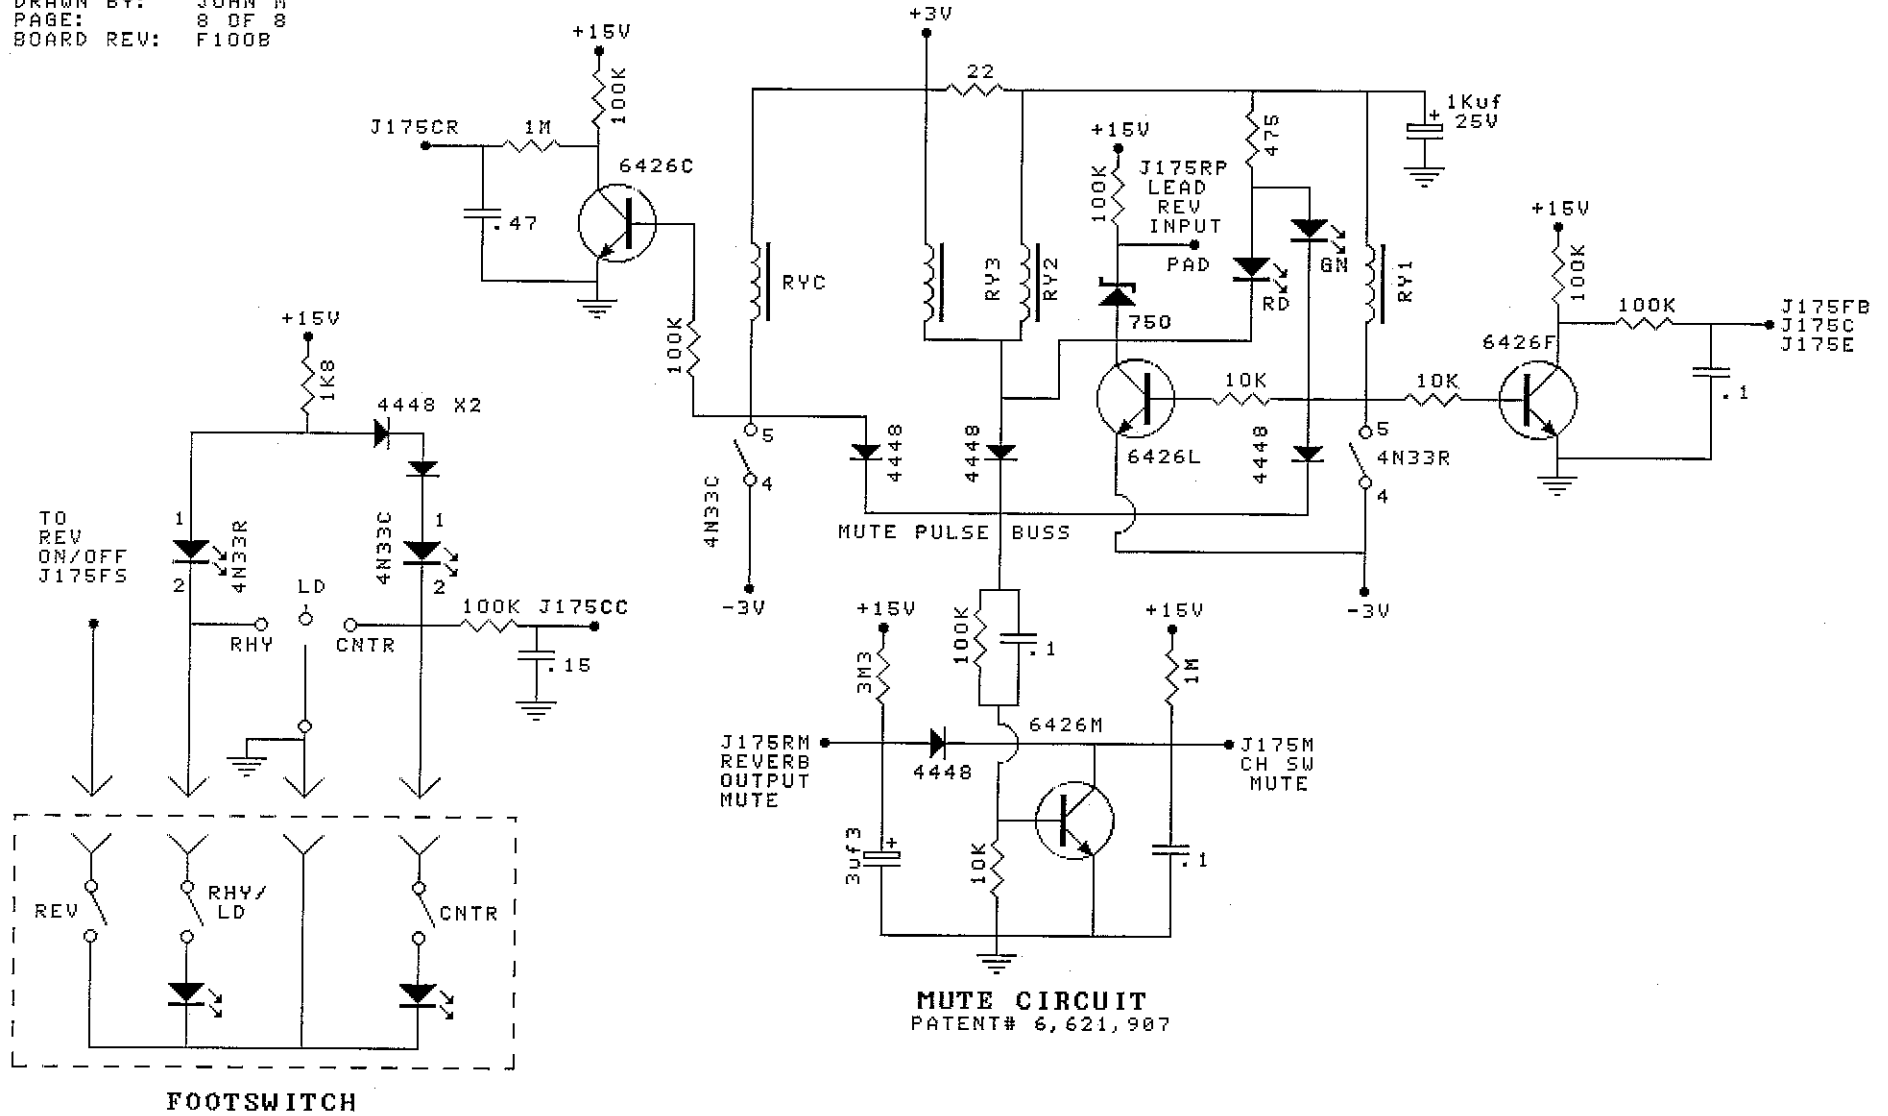 DRAWN BY: JOHN M
PAGE: 8 OF 8
BOARD REV: F100B
+15V
100K
J175CR
1M
6426C
.47
+3V
22
RYC
RY3
RY2
+15V
100K
J175RP
LEAD
REV
INPUT
PAD
475
GN
RD
RY1
1Kuf
25V
+
750
+15V
100K
100K
J175FB
J175C
J175E
6426F
.1
10K
10K
6426L
100K
+15V
1K8
4448 X2
5
4
4N33C
4448
4448
4448
5
4N33R
4
MUTE PULSE BUSS
-3V
-3V
TO
REV
ON/OFF
J175FS
1
4N33R
2
4N33C
1
2
LD
RHY
CNTR
100K J175CC
.15
+15V
3M3
100K
.1
+15V
1M
J175RM
REVERB
OUTPUT
MUTE
4448
6426M
J175M
CH SW
MUTE
3uf3
+
10K
.1
REV
RHY/
LD
CNTR
MUTE CIRCUIT
PATENT# 6,621,907
FOOTSWITCH